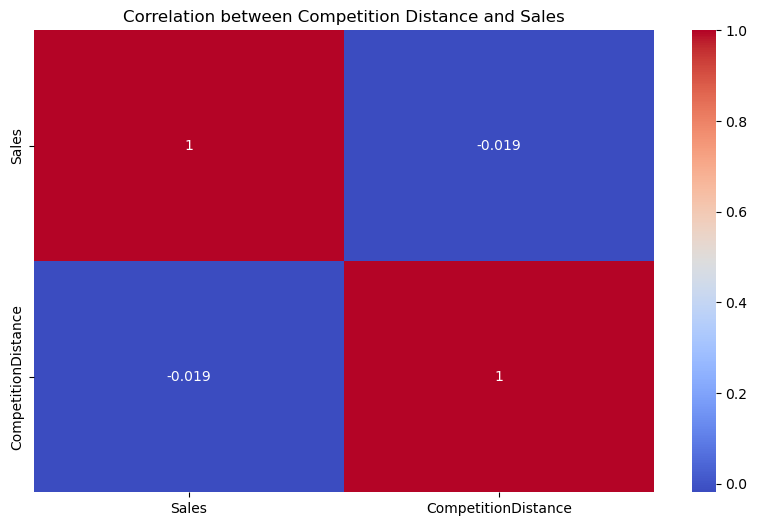 Correlation between Competition Distance and Sales
Sales
CompetitionDistance
1
-0.019
-0.019
1
Sales
CompetitionDistance
1.0
0.8
0.6
0.4
0.2
0.0